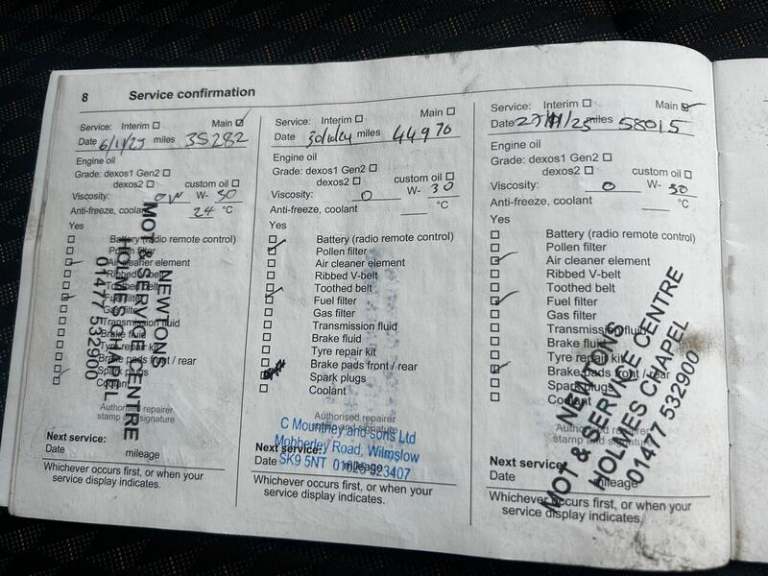 8 Service confirmation
Service: Interim ☐ Main ☑
Date 6/1/23 miles 35282
Engine oil
Grade: dexos1 Gen2 ☐
dexos2 ☐ custom oil ☐
Viscosity: 0W W- 30
Anti-freeze, coolant 24 °C
Yes
☐ Battery (radio remote control)
☐ Pollen filter
☑ Air cleaner element
☐ Ribbed V-belt
☐ Toothed belt
☑ Fuel filter
☐ Gas filter
☐ Transmission fluid
☐ Brake fluid
☐ Tyre repair kit
☐ Brake pads front / rear
☑ Spark plugs
☐ Coolant
Authorised repairer
stamp and signature
NEWTONS
MOT & SERVICE CENTRE
HOLMES CHAPEL
01477 532900
Next service:
Date mileage
Whichever occurs first, or when your
service display indicates.
Service: Interim ☐ Main ☐
Date miles 44970
Engine oil
Grade: dexos1 Gen2 ☐
dexos2 ☐ custom oil ☐
Viscosity: 0 W- 30
Anti-freeze, coolant °C
Yes
☐ Battery (radio remote control)
☑ Pollen filter
☐ Air cleaner element
☐ Ribbed V-belt
☑ Toothed belt
☐ Fuel filter
☐ Gas filter
☐ Transmission fluid
☐ Brake fluid
☐ Tyre repair kit
☐ Brake pads front / rear
Spark plugs
☐ Coolant
Authorised repairer
stamp and signature
C Mountney and sons Ltd
Mobberley Road, Wilmslow
SK9 5NT
Next service:
Date mileage
Whichever occurs first, or when your
service display indicates.
Service: Interim ☐ Main ☑
Date miles 58015
Engine oil
Grade: dexos1 Gen2 ☐
dexos2 ☐ custom oil ☐
Viscosity: 0 W- 30
Anti-freeze, coolant °C
Yes
☐ Battery (radio remote control)
☐ Pollen filter
☑ Air cleaner element
☐ Ribbed V-belt
☐ Toothed belt
☑ Fuel filter
☐ Gas filter
☐ Transmission fluid
☐ Brake fluid
☐ Tyre repair kit
☑ Brake pads front / rear
☐ Spark plugs
☐ Coolant
Authorised repairer
stamp and signature
NEWTONS
MOT & SERVICE CENTRE
HOLMES CHAPEL
01477 532900
Next service:
Date mileage
Whichever occurs first, or when your
service display indicates.